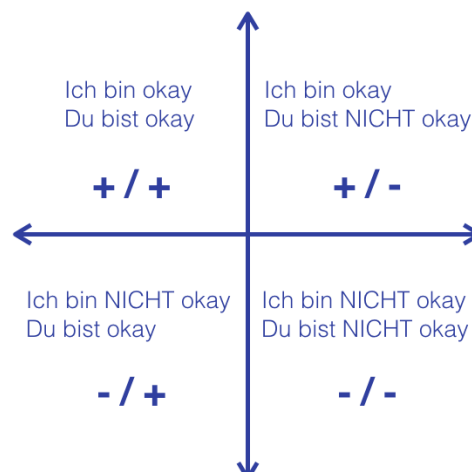 Ich bin okay
Du bist okay
+ / +
Ich bin okay
Du bist NICHT okay
+ / -
Ich bin NICHT okay
Du bist okay
- / +
Ich bin NICHT okay
Du bist NICHT okay
- / -